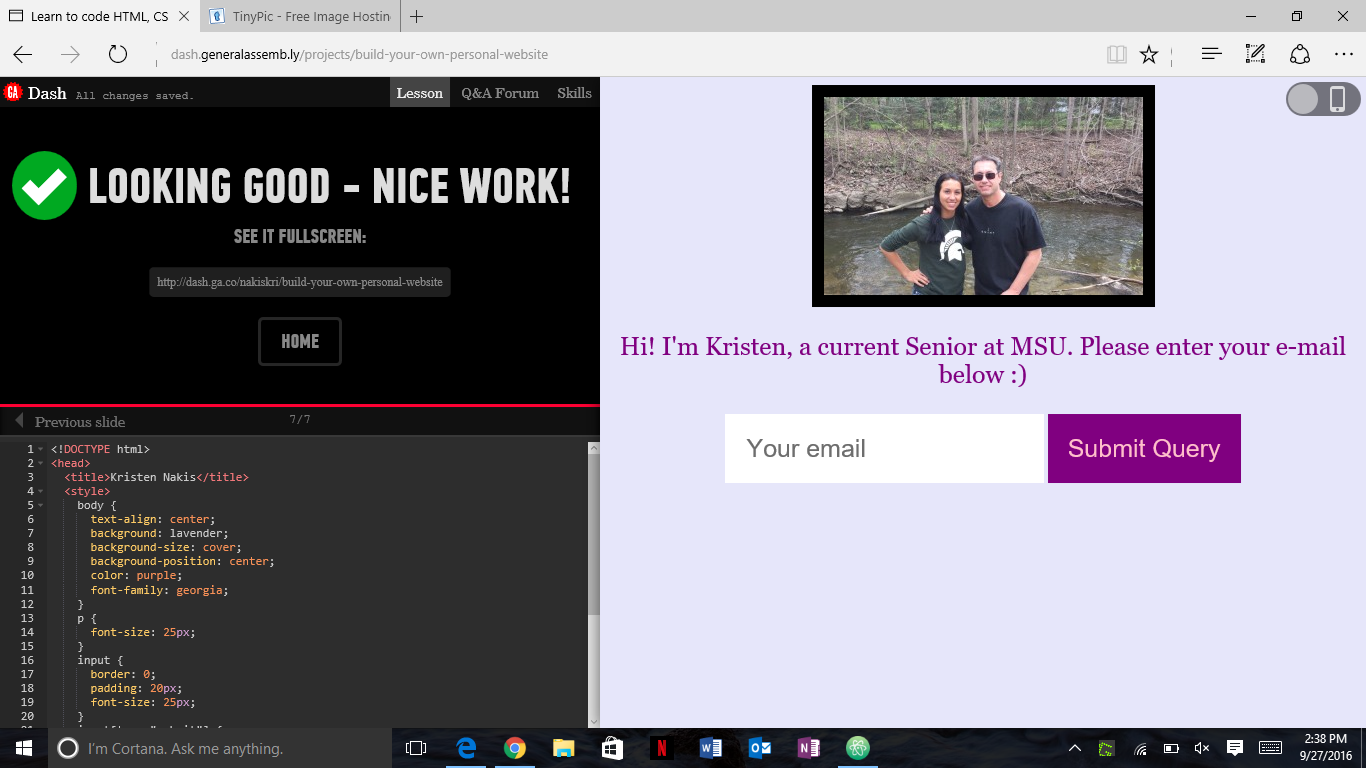 Learn to code HTML, CS
TinyPic - Free Image Hostin
dash.generalassemb.ly/projects/build-your-own-personal-website
GA Dash All changes saved. Lesson Q&A Forum Skills
LOOKING GOOD - NICE WORK!
SEE IT FULLSCREEN:
http://dash.ga.co/nakiskri/build-your-own-personal-website
HOME
Previous slide 7/7
1 <!DOCTYPE html>
2 <head>
3 <title>Kristen Nakis</title>
4 <style>
5 body {
6 text-align: center;
7 background: lavender;
8 background-size: cover;
9 background-position: center;
10 color: purple;
11 font-family: georgia;
12 }
13 p {
14 font-size: 25px;
15 }
16 input {
17 border: 0;
18 padding: 20px;
19 font-size: 25px;
20 }
Hi! I'm Kristen, a current Senior at MSU. Please enter your e-mail
below :)
Your email Submit Query
I'm Cortana. Ask me anything.
2:38 PM
9/27/2016